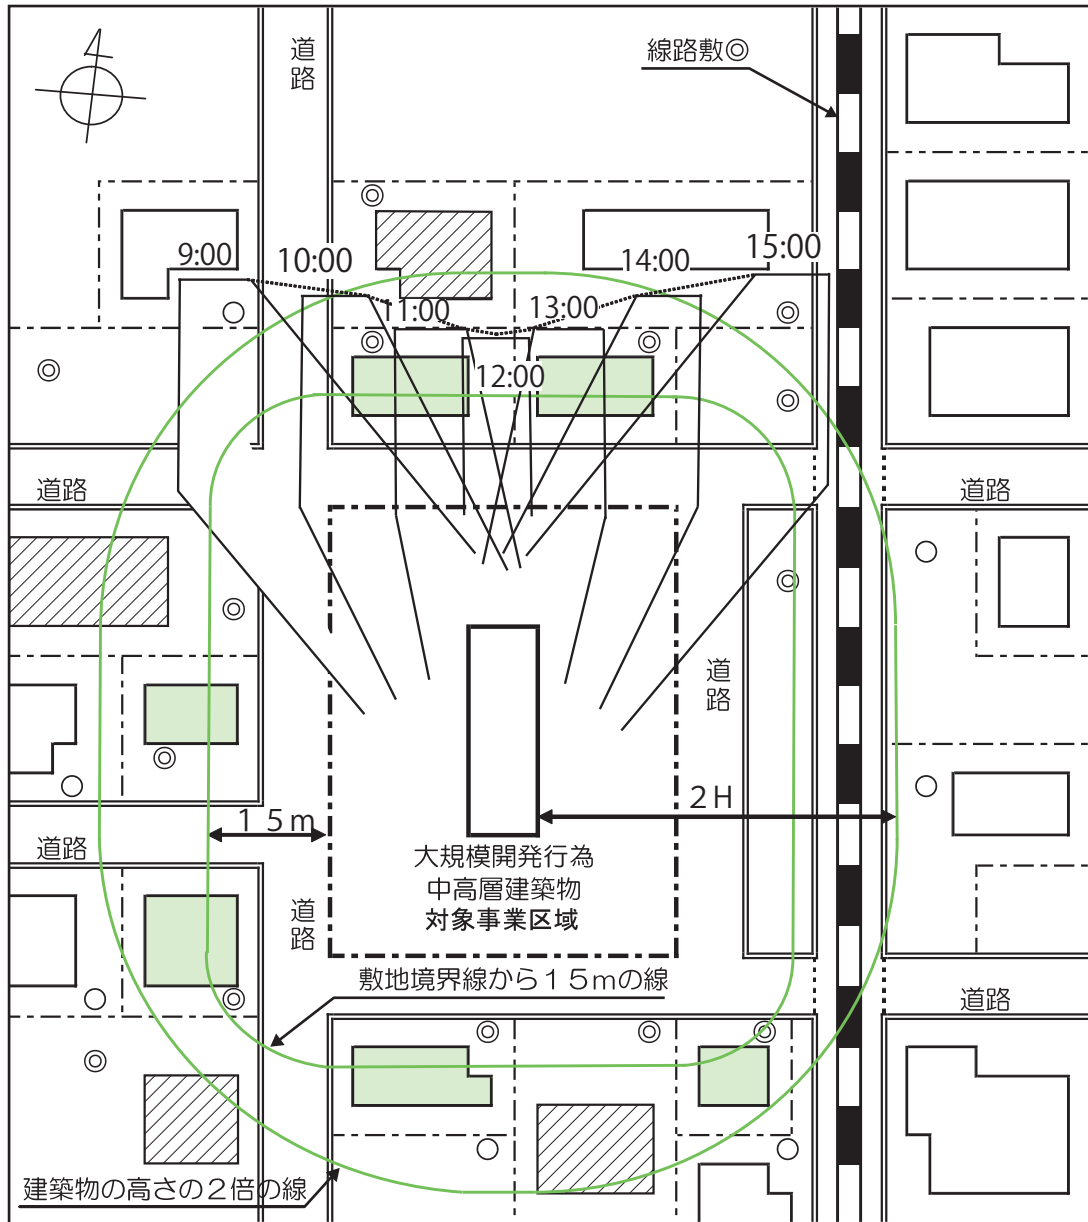 道路
線路敷◎
9:00
10:00
11:00
12:00
13:00
14:00
15:00
道路
道路
道路
2H
15m
道路
大規模開発行為
中高層建築物
対象事業区域
道路
敷地境界線から15mの線
道路
建築物の高さの2倍の線